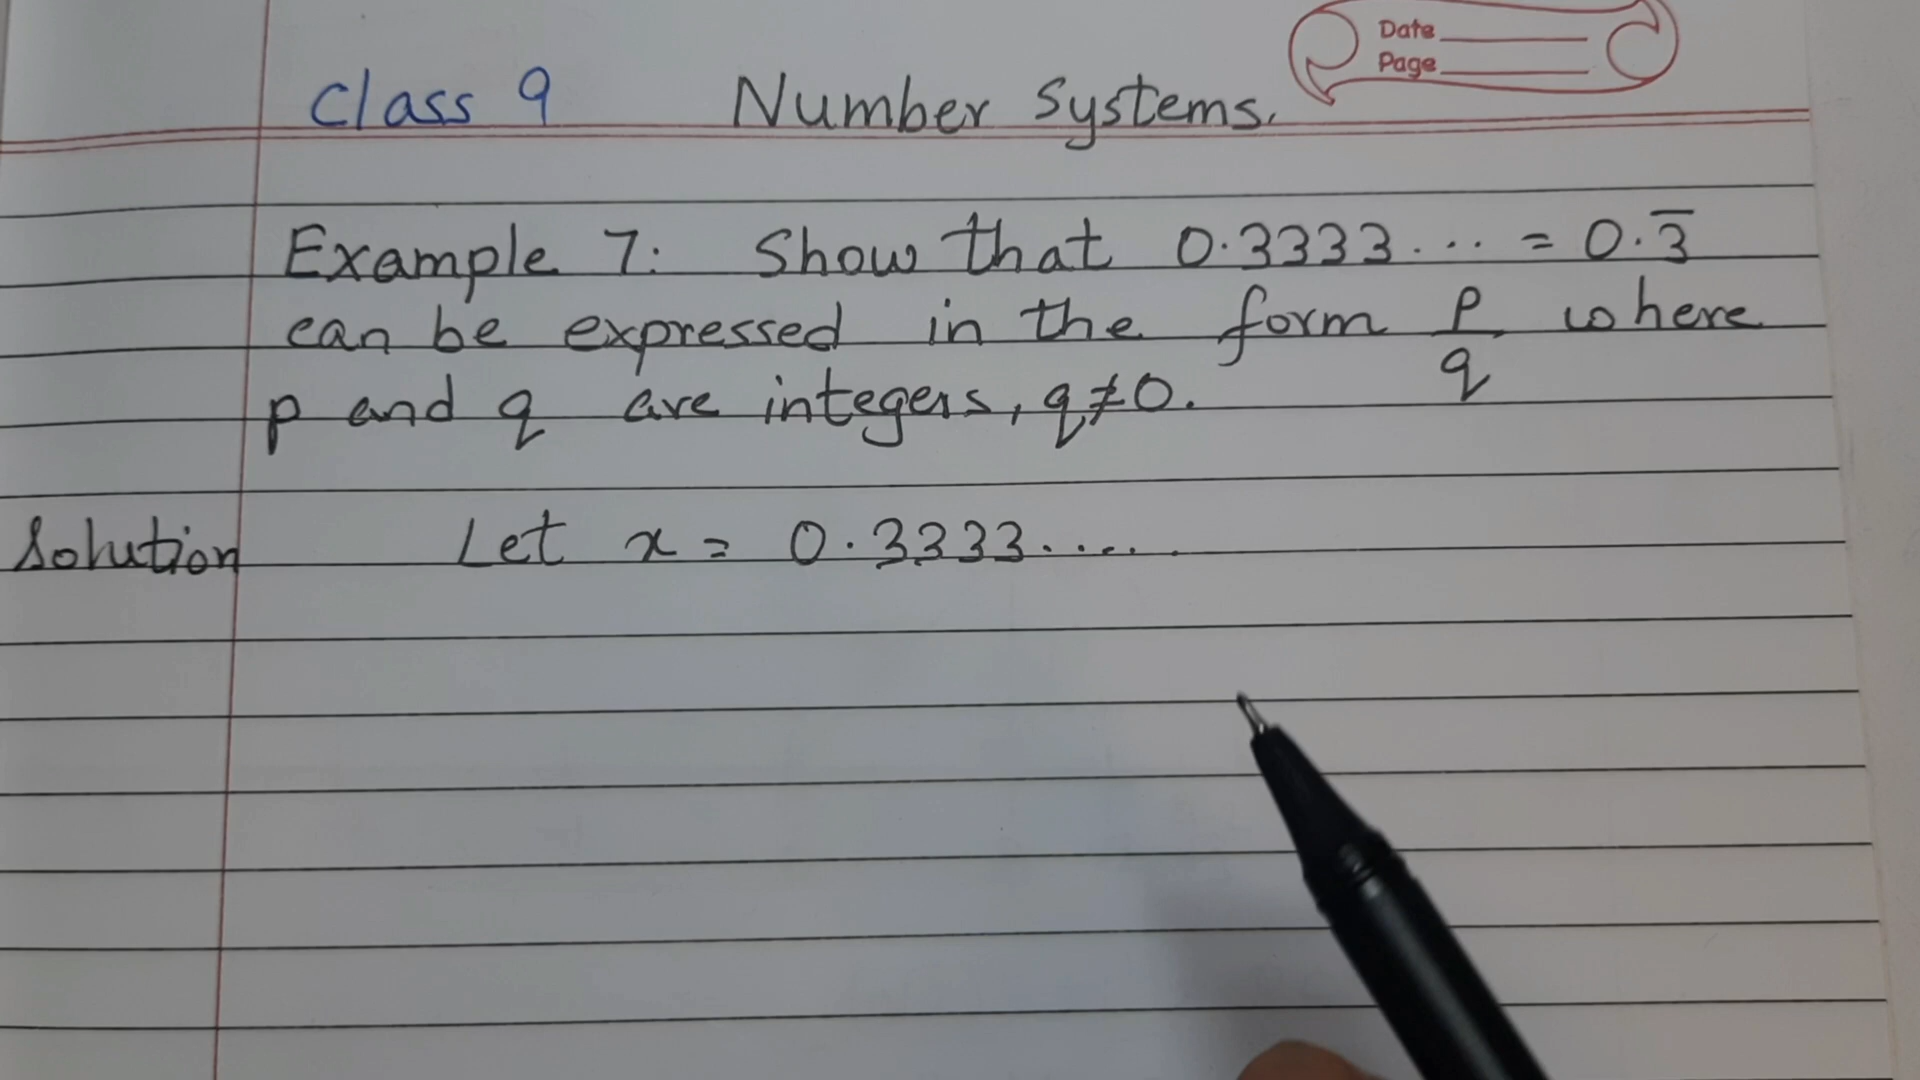 Date
Page
Class 9 Number Systems.
Example 7: Show that 0.3333... = 0.3̅
can be expressed in the form p/q where
p and q are integers, q≠0.
Solution Let x = 0.3333.....